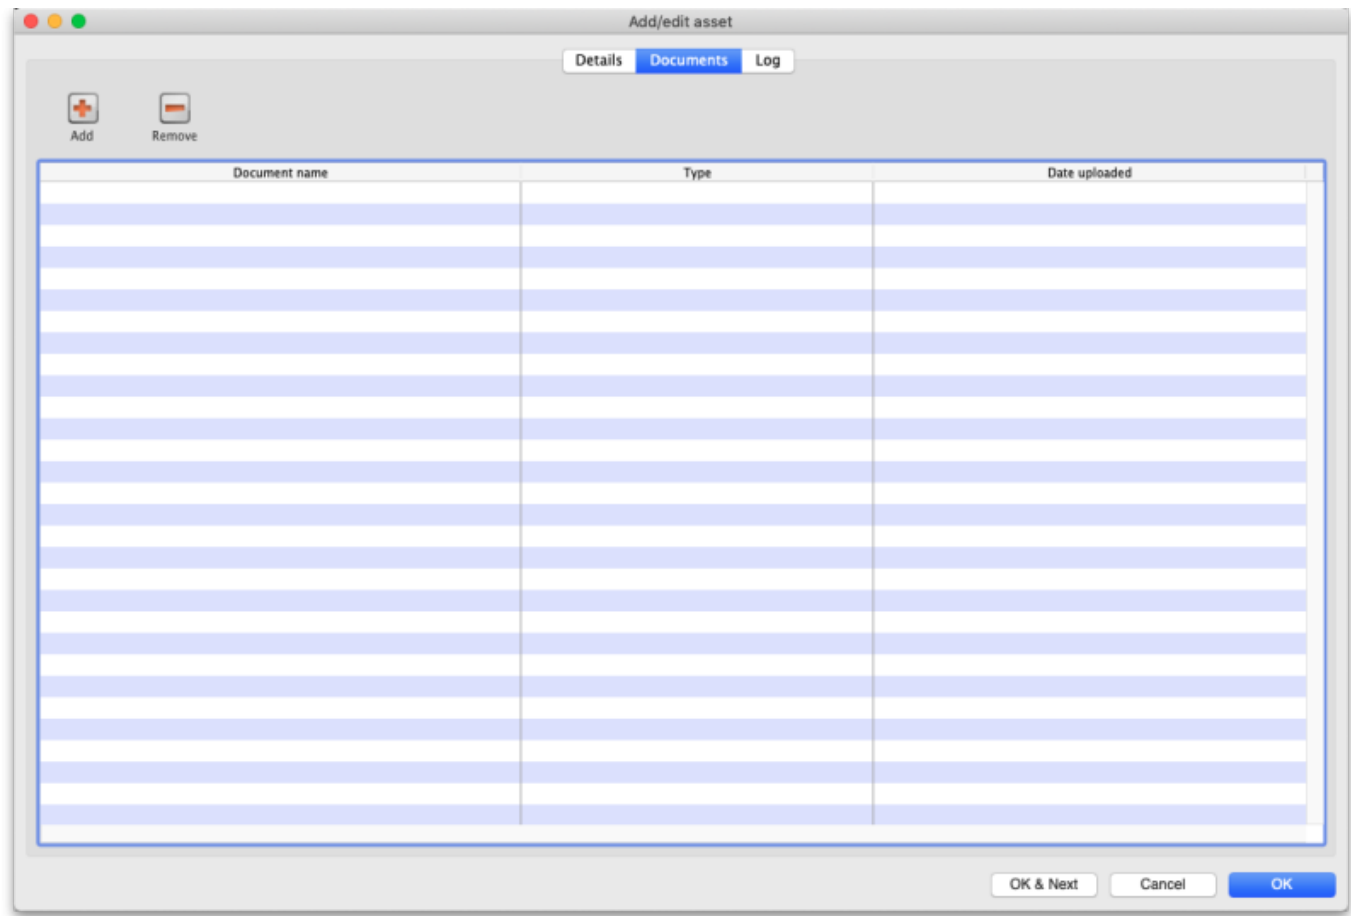 Add/edit asset
Details Documents Log
Add Remove
Document name Type Date uploaded
OK & Next Cancel OK